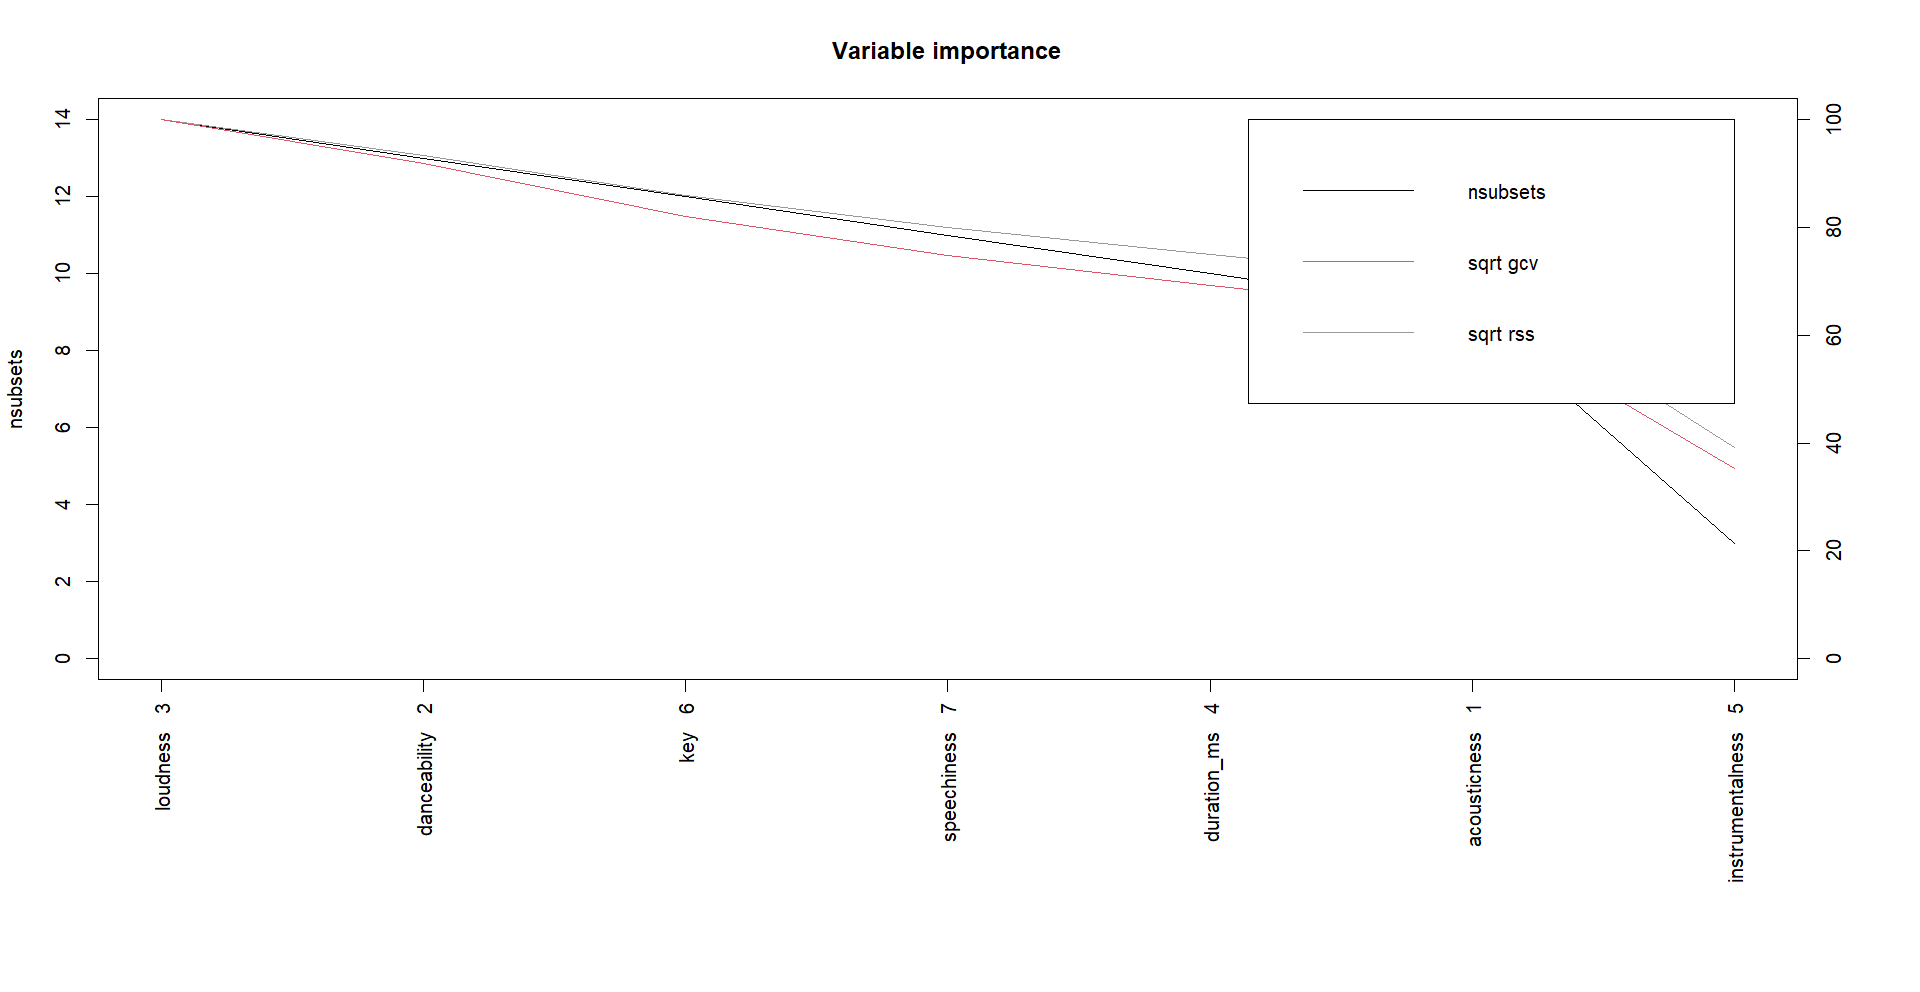 Variable importance
nsubsets
14
12
10
8
6
4
2
0
100
80
60
40
20
0
nsubsets
sqrt gcv
sqrt rss
loudness 3
danceability 2
key 6
speechiness 7
duration_ms 4
acousticness 1
instrumentalness 5